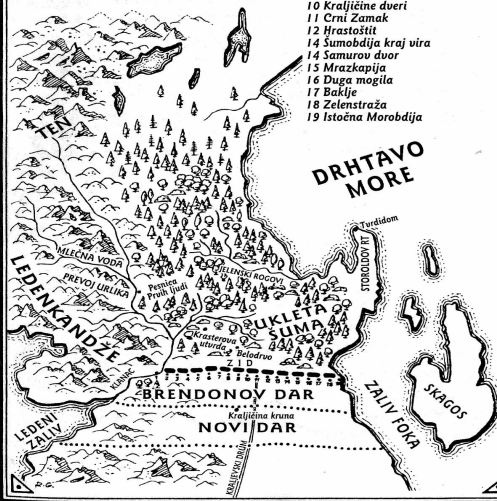 10 Kraljičine dveri
11 Crni Zamak
12 Hrastoštit
14 Šumobdija kraj vira
14 Samurov dvor
15 Mrazkapija
16 Duga mogila
17 Baklje
18 Zelenstraža
19 Istočna Morobdija
TEN
DRHTAVO
MORE
Tvrdidom
STOROLDOV RT
MLEČNA VODA
PREVOJ URLIKA
JELENSKI ROGOVI
Pesnica
Prvih ljudi
LEDENKANDŽE
UKLETA
ŠUMA
Krasterova
utvrda
Belodrvo
ZID
KLANAC
BRENDONOV DAR
Kraljičina kruna
NOVI DAR
KRALJEVSKI DRUM
LEDENI
ZALIV
ZALIV FOKA
SKAGOS
R.G.